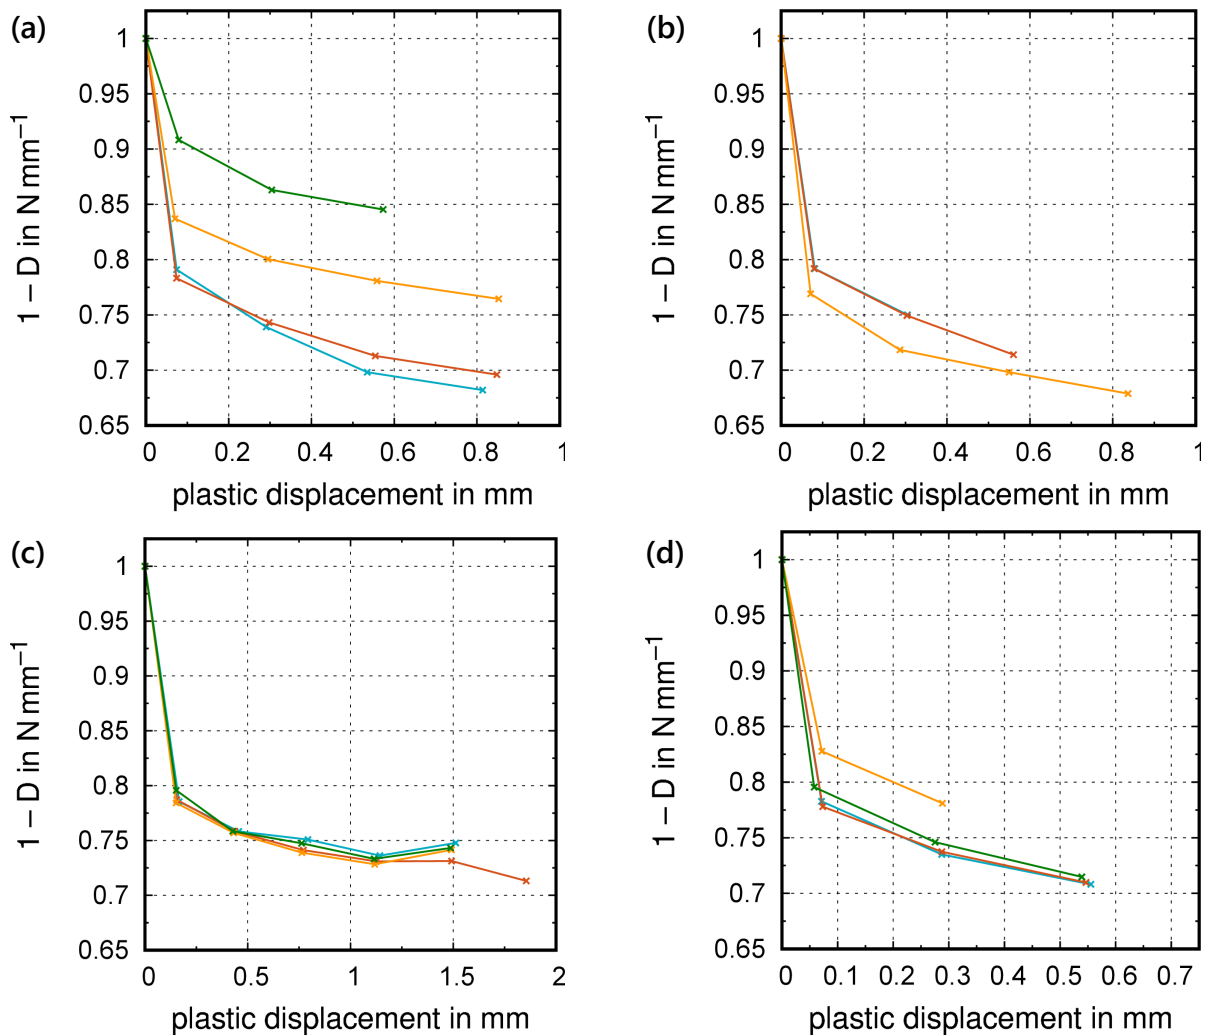 (a)
1
0.95
0.9
0.85
0.8
0.75
0.7
0.65
1 − D in N mm⁻¹
0 0.2 0.4 0.6 0.8 1
plastic displacement in mm
(b)
1
0.95
0.9
0.85
0.8
0.75
0.7
0.65
1 − D in N mm⁻¹
0 0.2 0.4 0.6 0.8 1
plastic displacement in mm
(c)
1
0.95
0.9
0.85
0.8
0.75
0.7
0.65
1 − D in N mm⁻¹
0 0.5 1 1.5 2
plastic displacement in mm
(d)
1
0.95
0.9
0.85
0.8
0.75
0.7
0.65
1 − D in N mm⁻¹
0 0.1 0.2 0.3 0.4 0.5 0.6 0.7
plastic displacement in mm